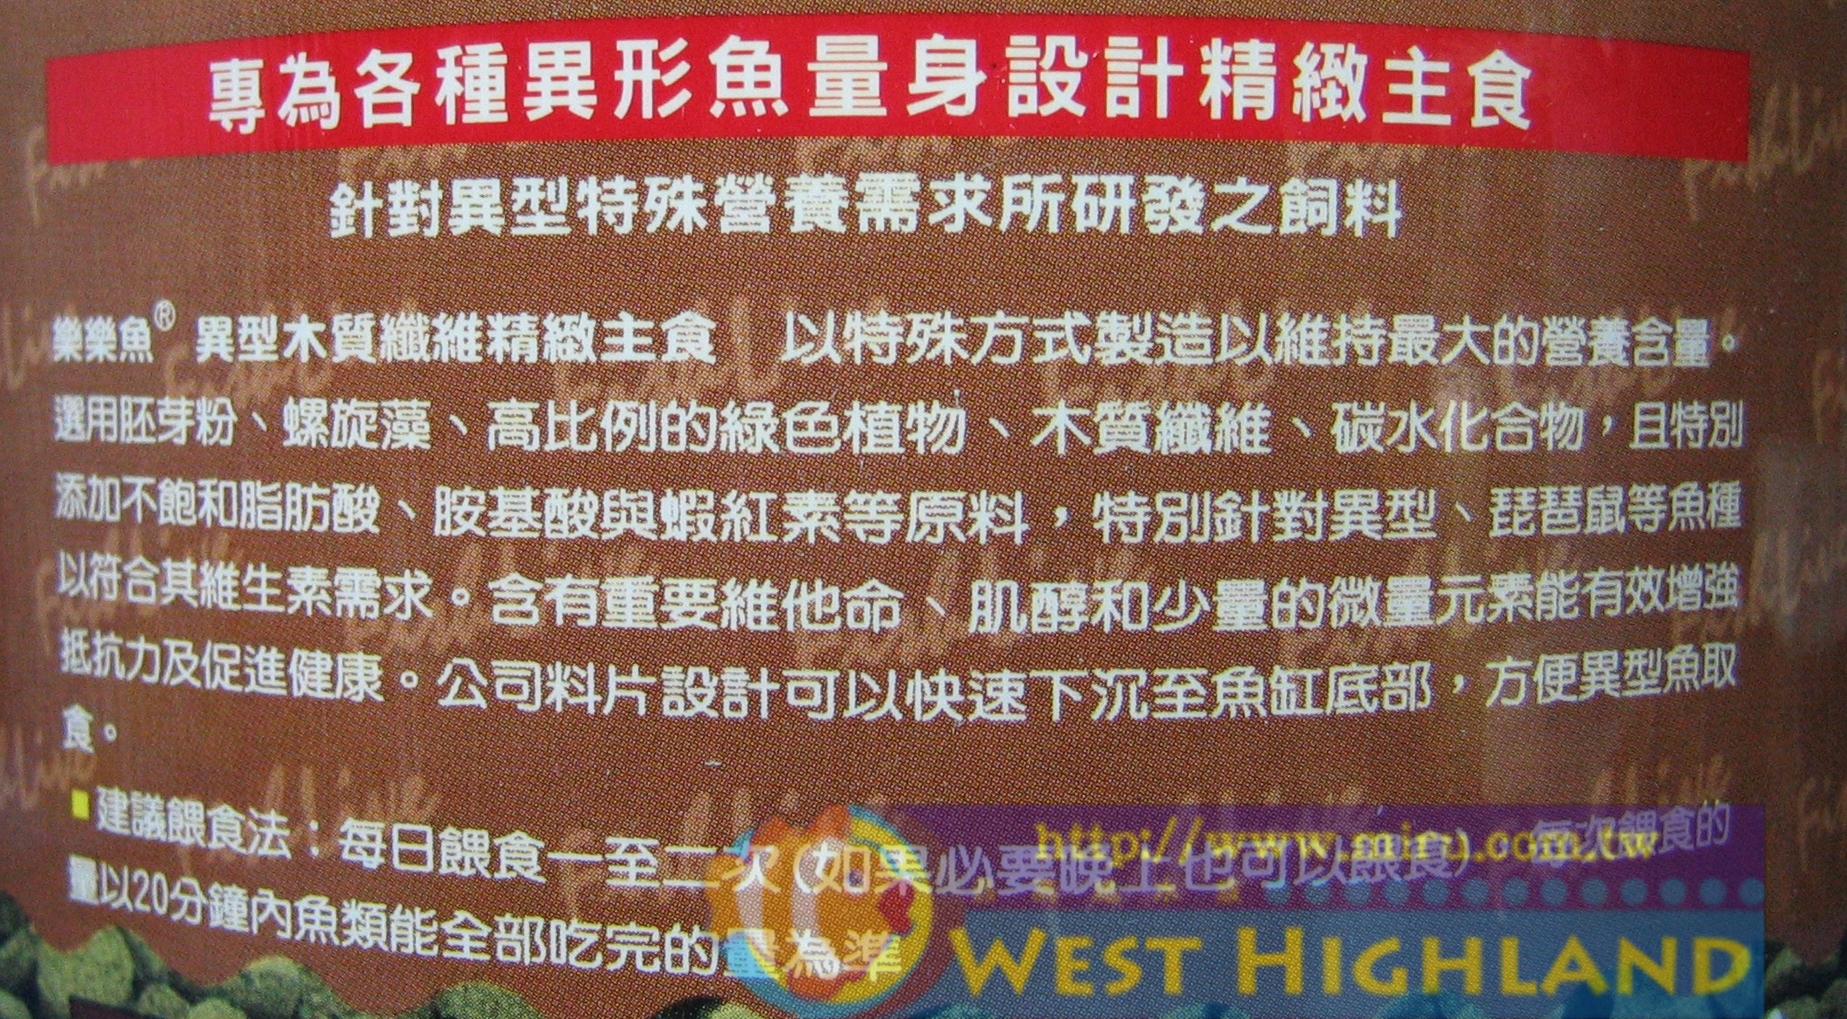 專為各種異形魚量身設計精緻主食
針對異型特殊營養需求所研發之飼料
樂樂魚® 異型木質纖維精緻主食 以特殊方式製造以維持最大的營養含量。
選用胚芽粉、螺旋藻、高比例的綠色植物、木質纖維、碳水化合物，且特別
添加不飽和脂肪酸、胺基酸與蝦紅素等原料，特別針對異型、琵琶鼠等魚種
以符合其維生素需求。含有重要維他命、肌醇和少量的微量元素能有效增強
抵抗力及促進健康。公司料片設計可以快速下沉至魚缸底部，方便異型魚取
食。
建議餵食法：每日餵食一至二次(如果必要晚上也可以餵食)，每次餵食的
量以20分鐘內魚類能全部吃完的量為準
WEST HIGHLAND